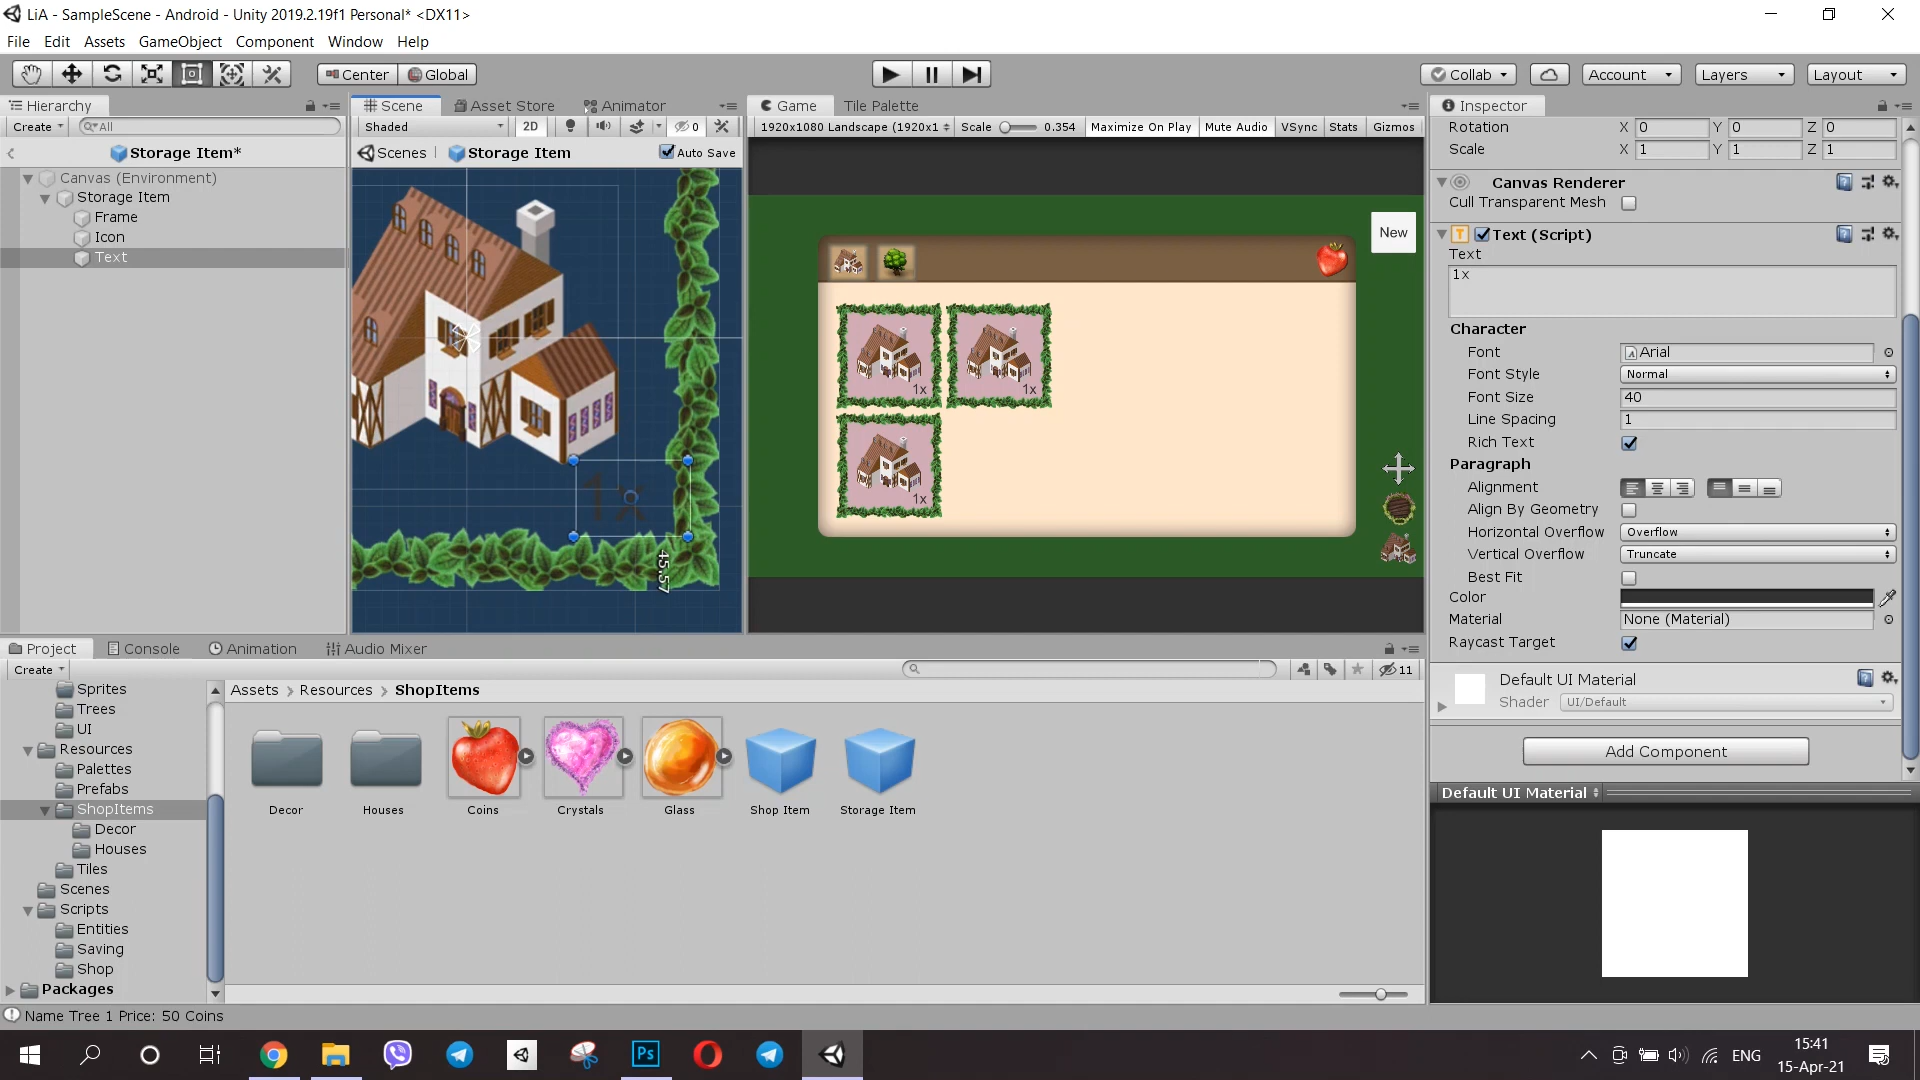 LiA - SampleScene - Android - Unity 2019.2.19f1 Personal* <DX11>
File Edit Assets GameObject Component Window Help
Center Global Collab Account Layers Layout
Hierarchy
Create All
Storage Item*
Canvas (Environment)
Storage Item
Frame
Icon
Text
Scene Asset Store Animator
Shaded 2D 0
Scenes Storage Item Auto Save
1x
45.57
Game Tile Palette
1920x1080 Landscape (1920x1 Scale 0.354 Maximize On Play Mute Audio VSync Stats Gizmos
New
1x 1x
1x
Inspector
Rotation X 0 Y 0 Z 0
Scale X 1 Y 1 Z 1
Canvas Renderer
Cull Transparent Mesh
Text (Script)
Text
1x
Character
Font Arial
Font Style Normal
Font Size 40
Line Spacing 1
Rich Text
Paragraph
Alignment
Align By Geometry
Horizontal Overflow Overflow
Vertical Overflow Truncate
Best Fit
Color
Material None (Material)
Raycast Target
Default UI Material
Shader UI/Default
Add Component
Default UI Material
Project Console Animation Audio Mixer
Create 11
Sprites
Trees
UI
Resources
Palettes
Prefabs
ShopItems
Decor
Houses
Tiles
Scenes
Scripts
Entities
Saving
Shop
Packages
Assets Resources ShopItems
Decor Houses Coins Crystals Glass Shop Item Storage Item
Name Tree 1 Price: 50 Coins
Ps
ENG
15:41
15-Apr-21